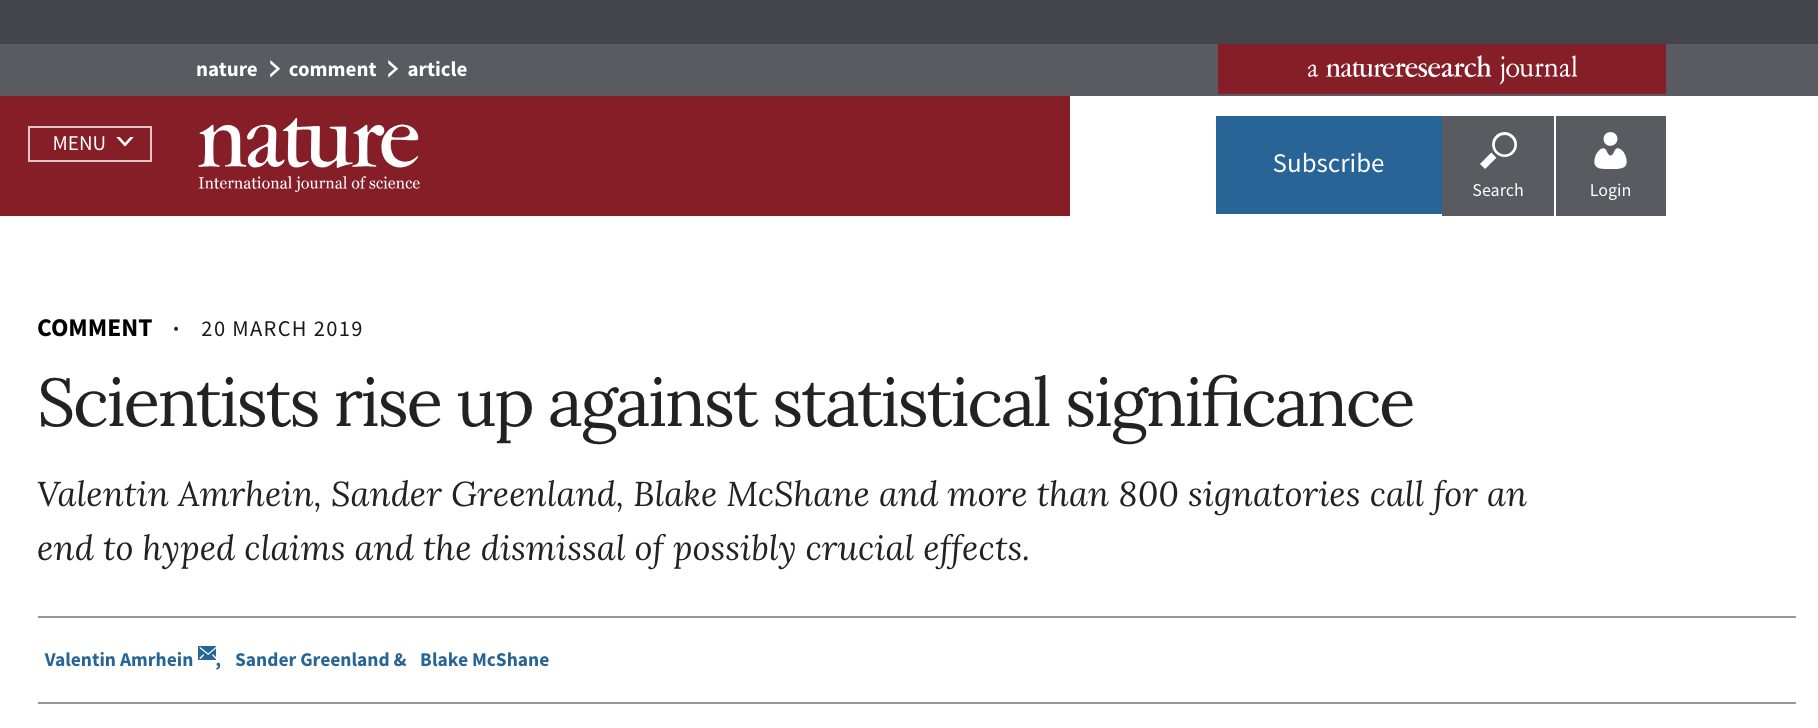 nature > comment > article
a natureresearch journal
MENU
nature
International journal of science
Subscribe
Search
Login
COMMENT · 20 MARCH 2019
Scientists rise up against statistical significance
Valentin Amrhein, Sander Greenland, Blake McShane and more than 800 signatories call for an
end to hyped claims and the dismissal of possibly crucial effects.
Valentin Amrhein, Sander Greenland & Blake McShane